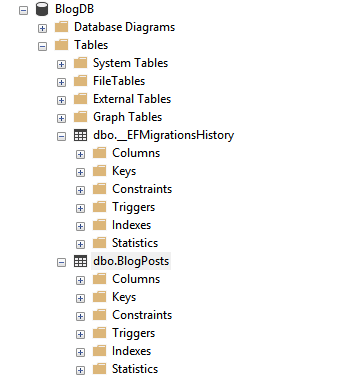 BlogDB
Database Diagrams
Tables
System Tables
FileTables
External Tables
Graph Tables
dbo.__EFMigrationsHistory
Columns
Keys
Constraints
Triggers
Indexes
Statistics
dbo.BlogPosts
Columns
Keys
Constraints
Triggers
Indexes
Statistics